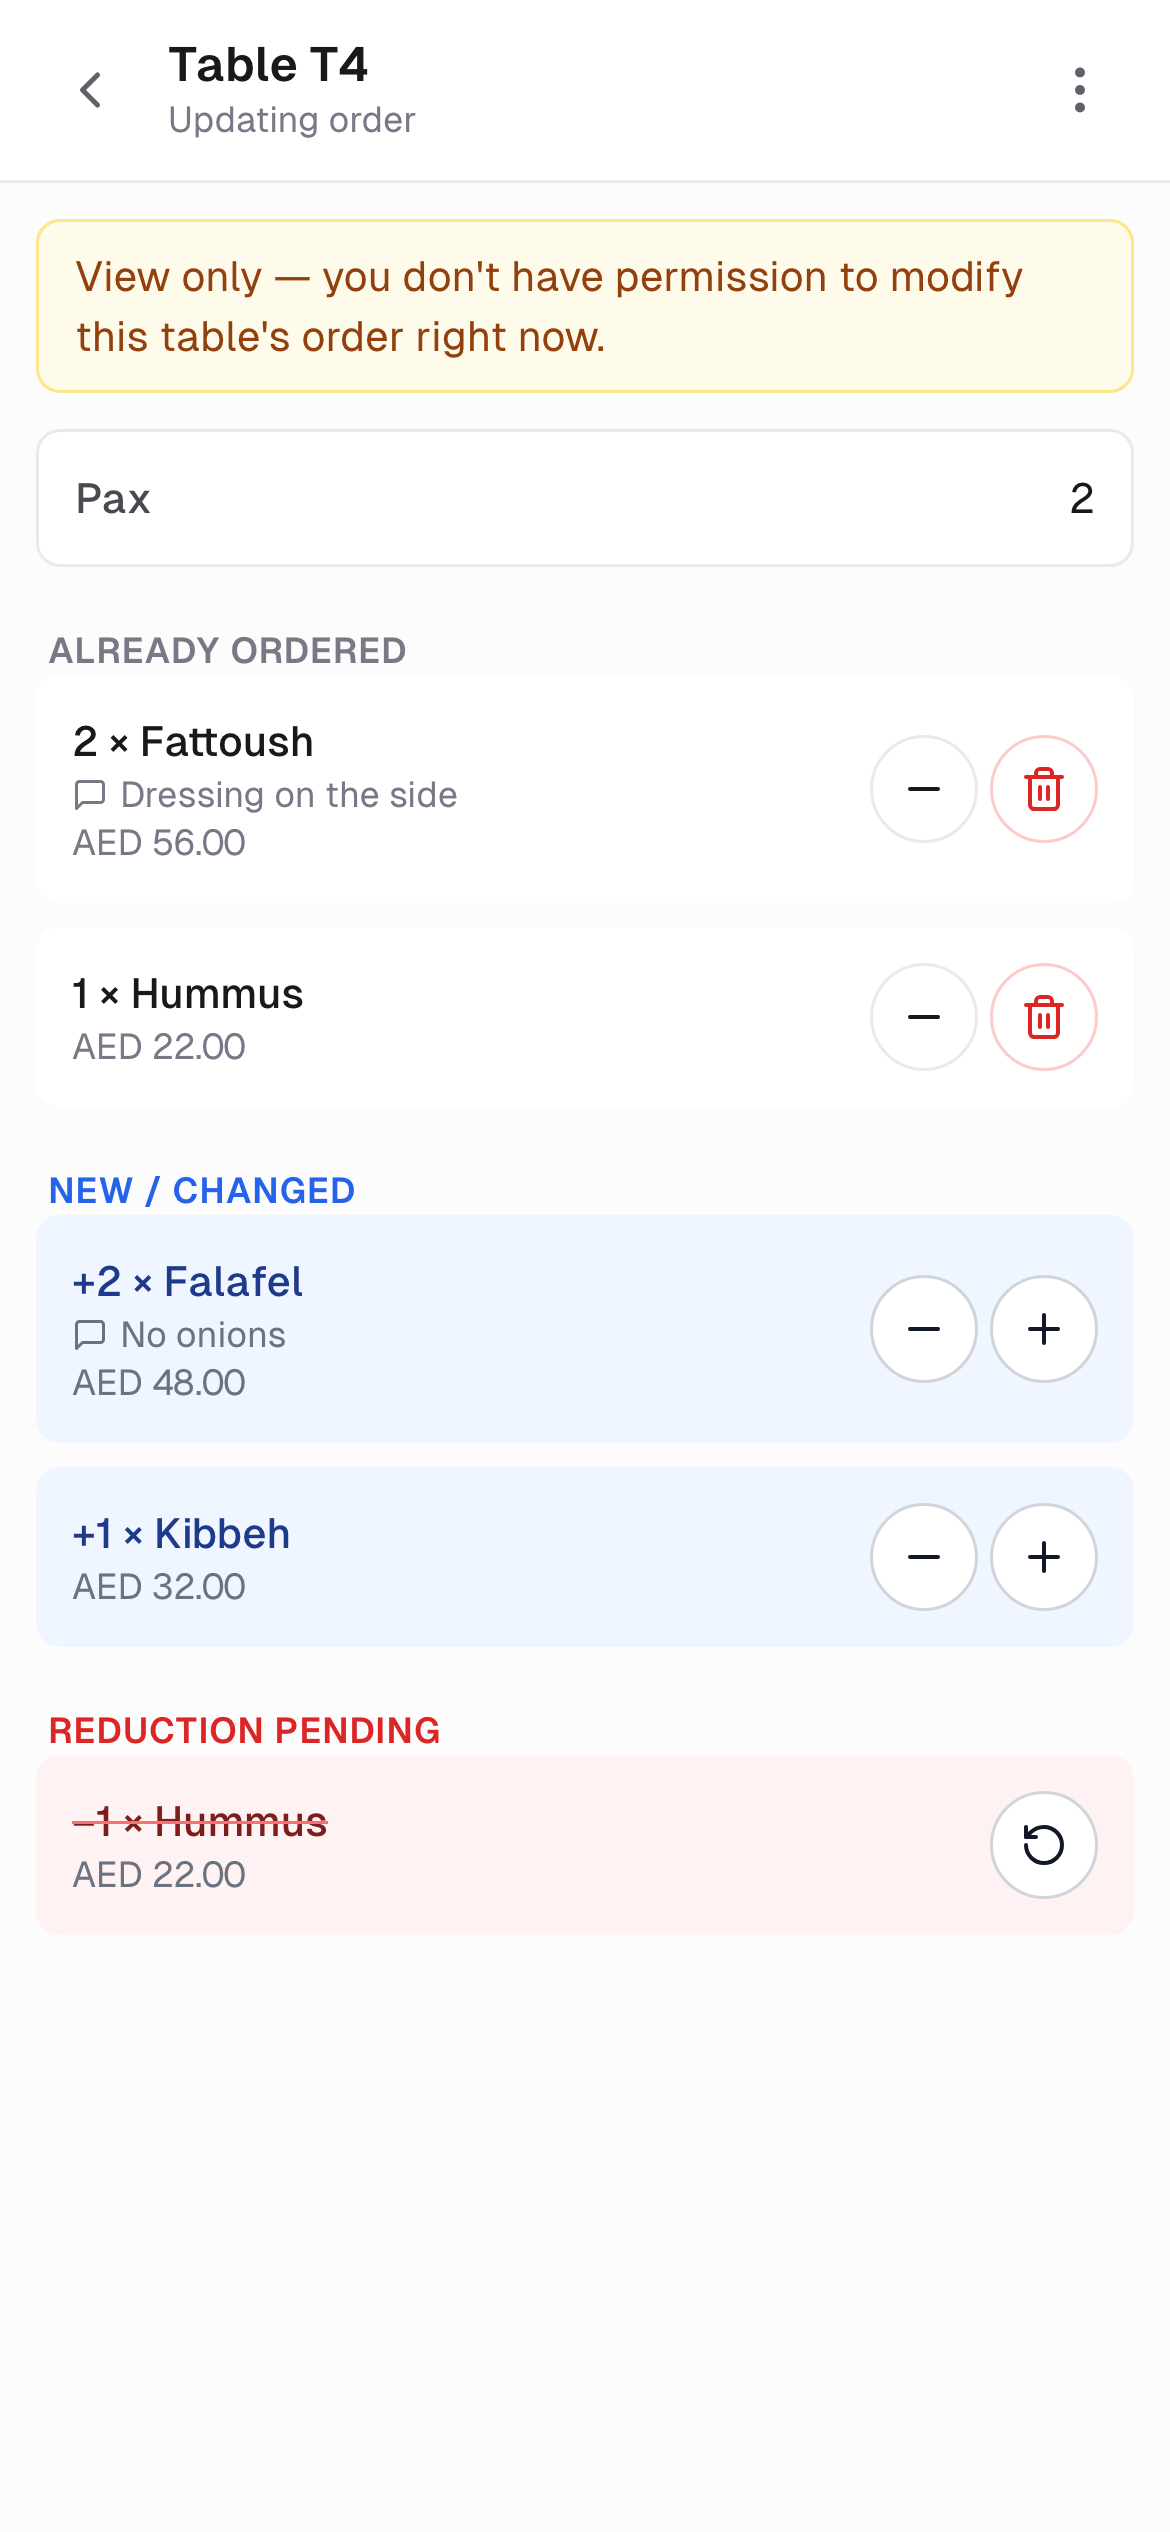 Table T4
Updating order
View only — you don't have permission to modify
this table's order right now.
Pax 2
ALREADY ORDERED
2 × Fattoush
Dressing on the side
AED 56.00
1 × Hummus
AED 22.00
NEW / CHANGED
+2 × Falafel
No onions
AED 48.00
+1 × Kibbeh
AED 32.00
REDUCTION PENDING
−1 × Hummus
AED 22.00